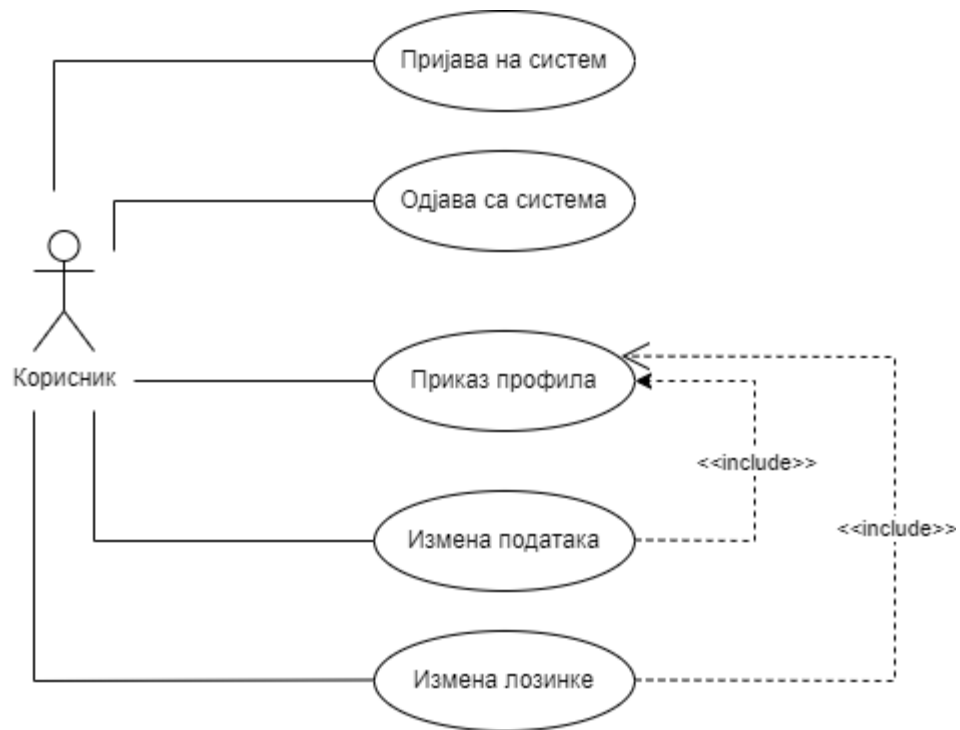 Пријава на систем
Одјава са система
Корисник
Приказ профила
<<include>>
Измена података
<<include>>
Измена лозинке